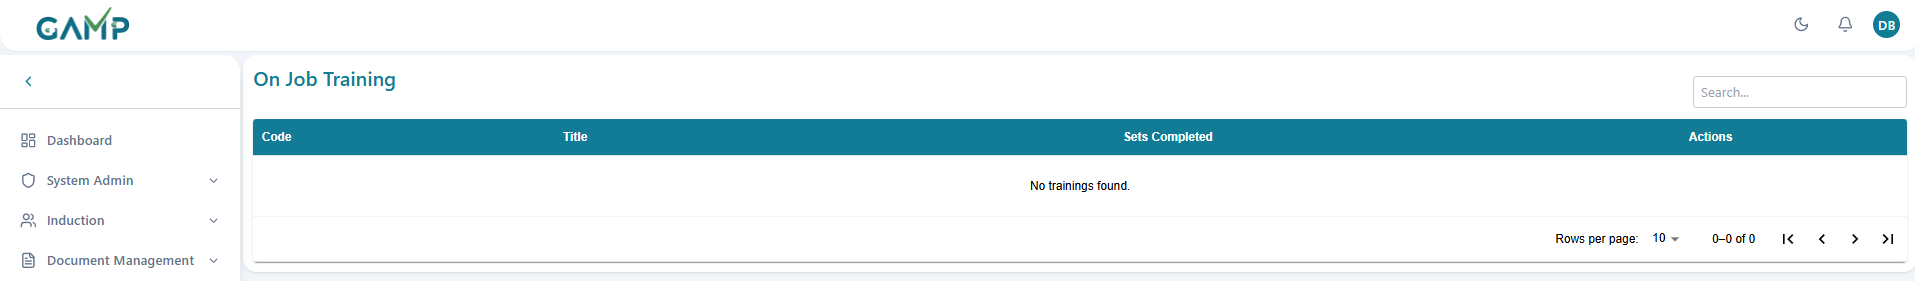 GAMP
DB
On Job Training
Search...
Code Title Sets Completed Actions
Dashboard
System Admin
No trainings found.
Induction
Rows per page: 10 0–0 of 0
Document Management